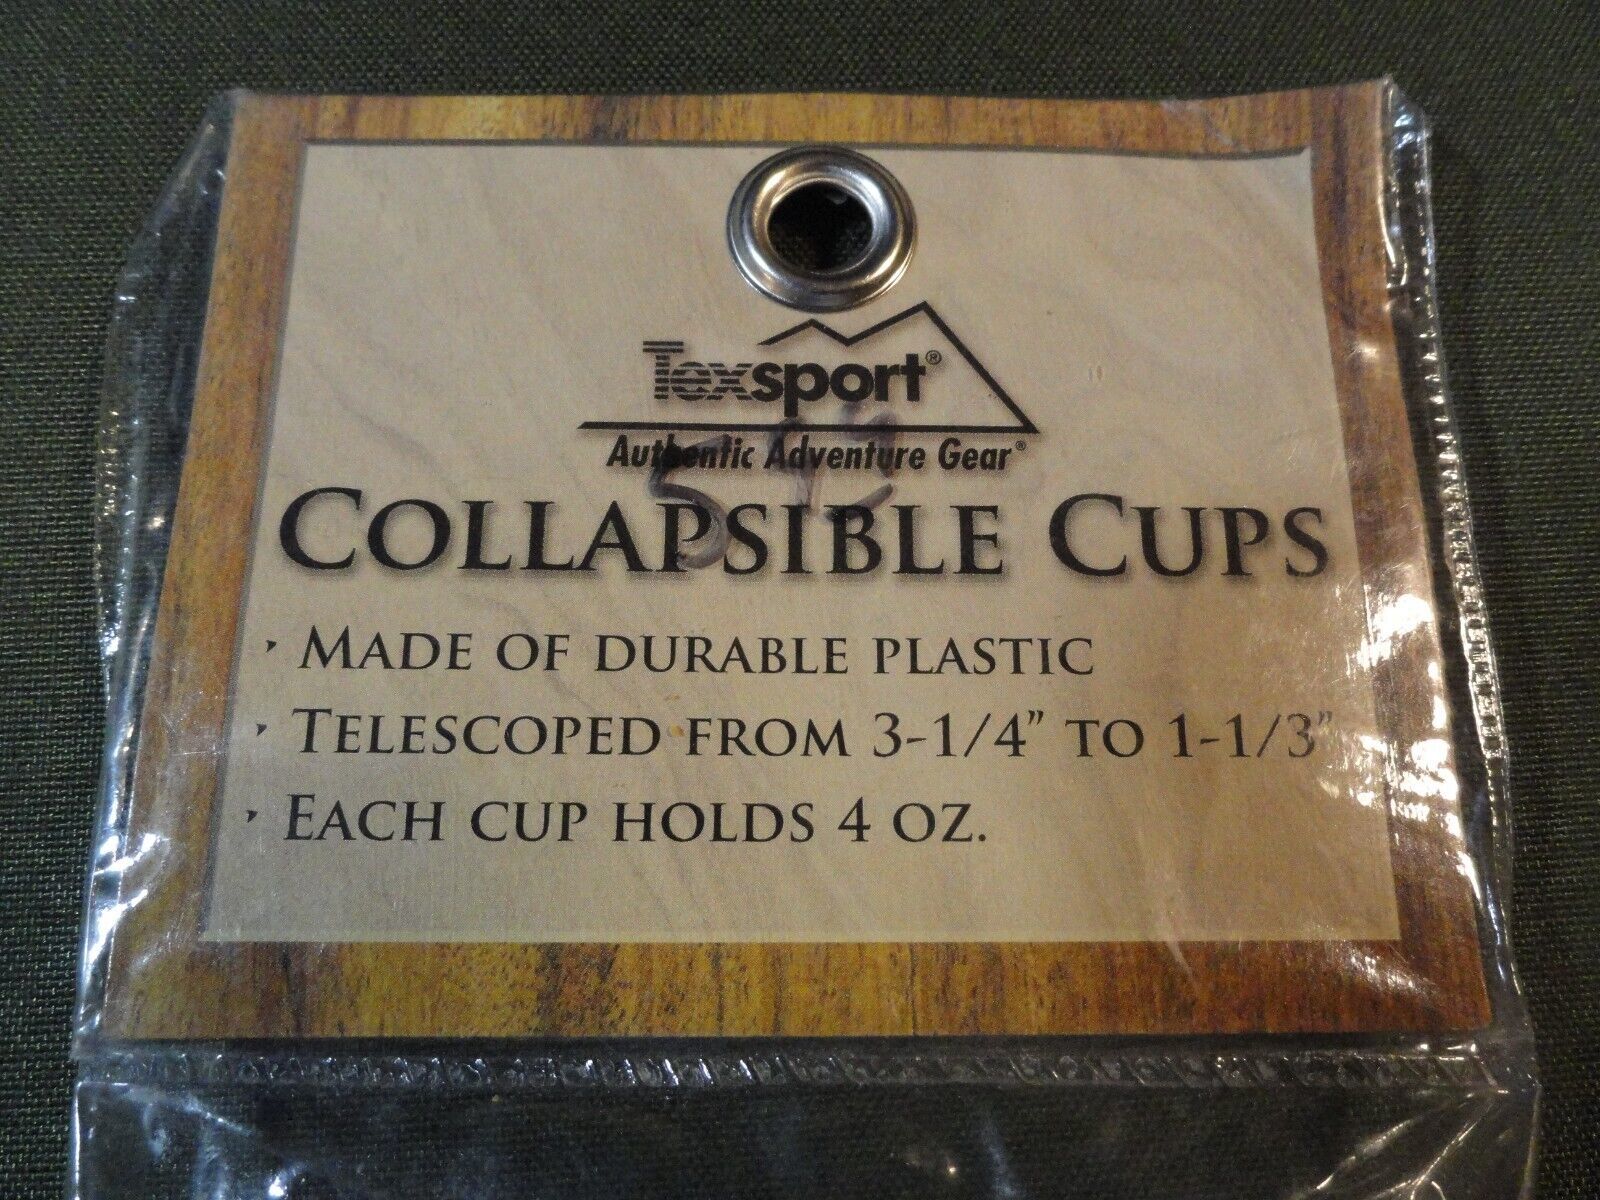 Texsport®
Authentic Adventure Gear®
COLLAPSIBLE CUPS
MADE OF DURABLE PLASTIC
TELESCOPED FROM 3-1/4" TO 1-1/3"
EACH CUP HOLDS 4 OZ.